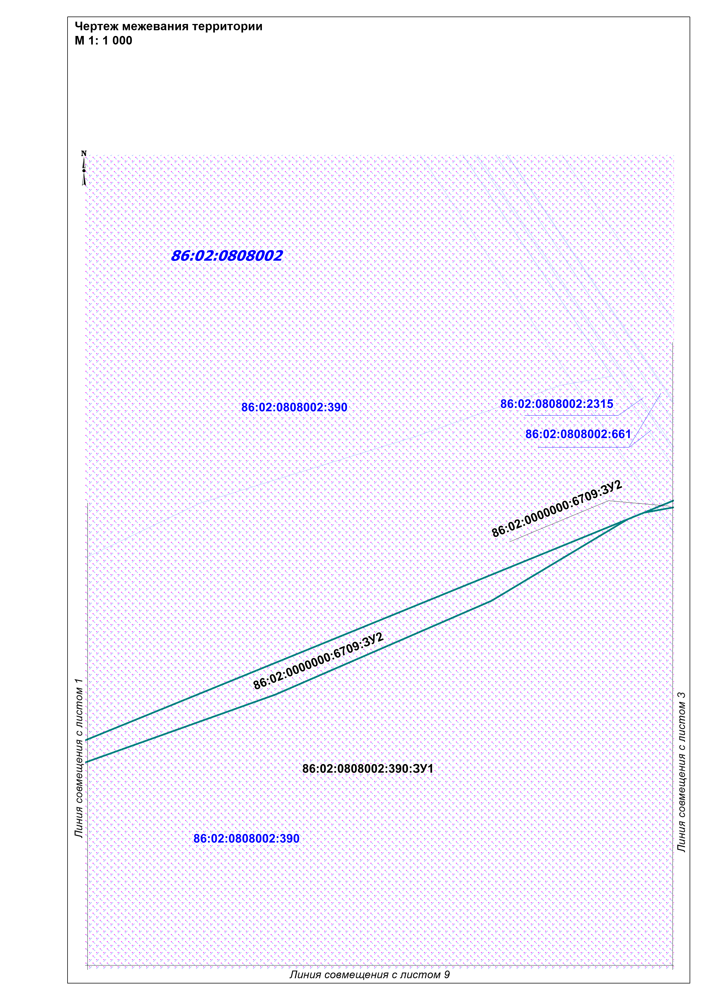 Чертеж межевания территории
М 1: 1 000
N
86:02:0808002
86:02:0808002:390
86:02:0808002:2315
86:02:0808002:661
86:02:0000000:6709:ЗУ2
86:02:0000000:6709:ЗУ2
Линия совмещения с листом 1
Линия совмещения с листом 3
86:02:0808002:390:ЗУ1
86:02:0808002:390
Линия совмещения с листом 9